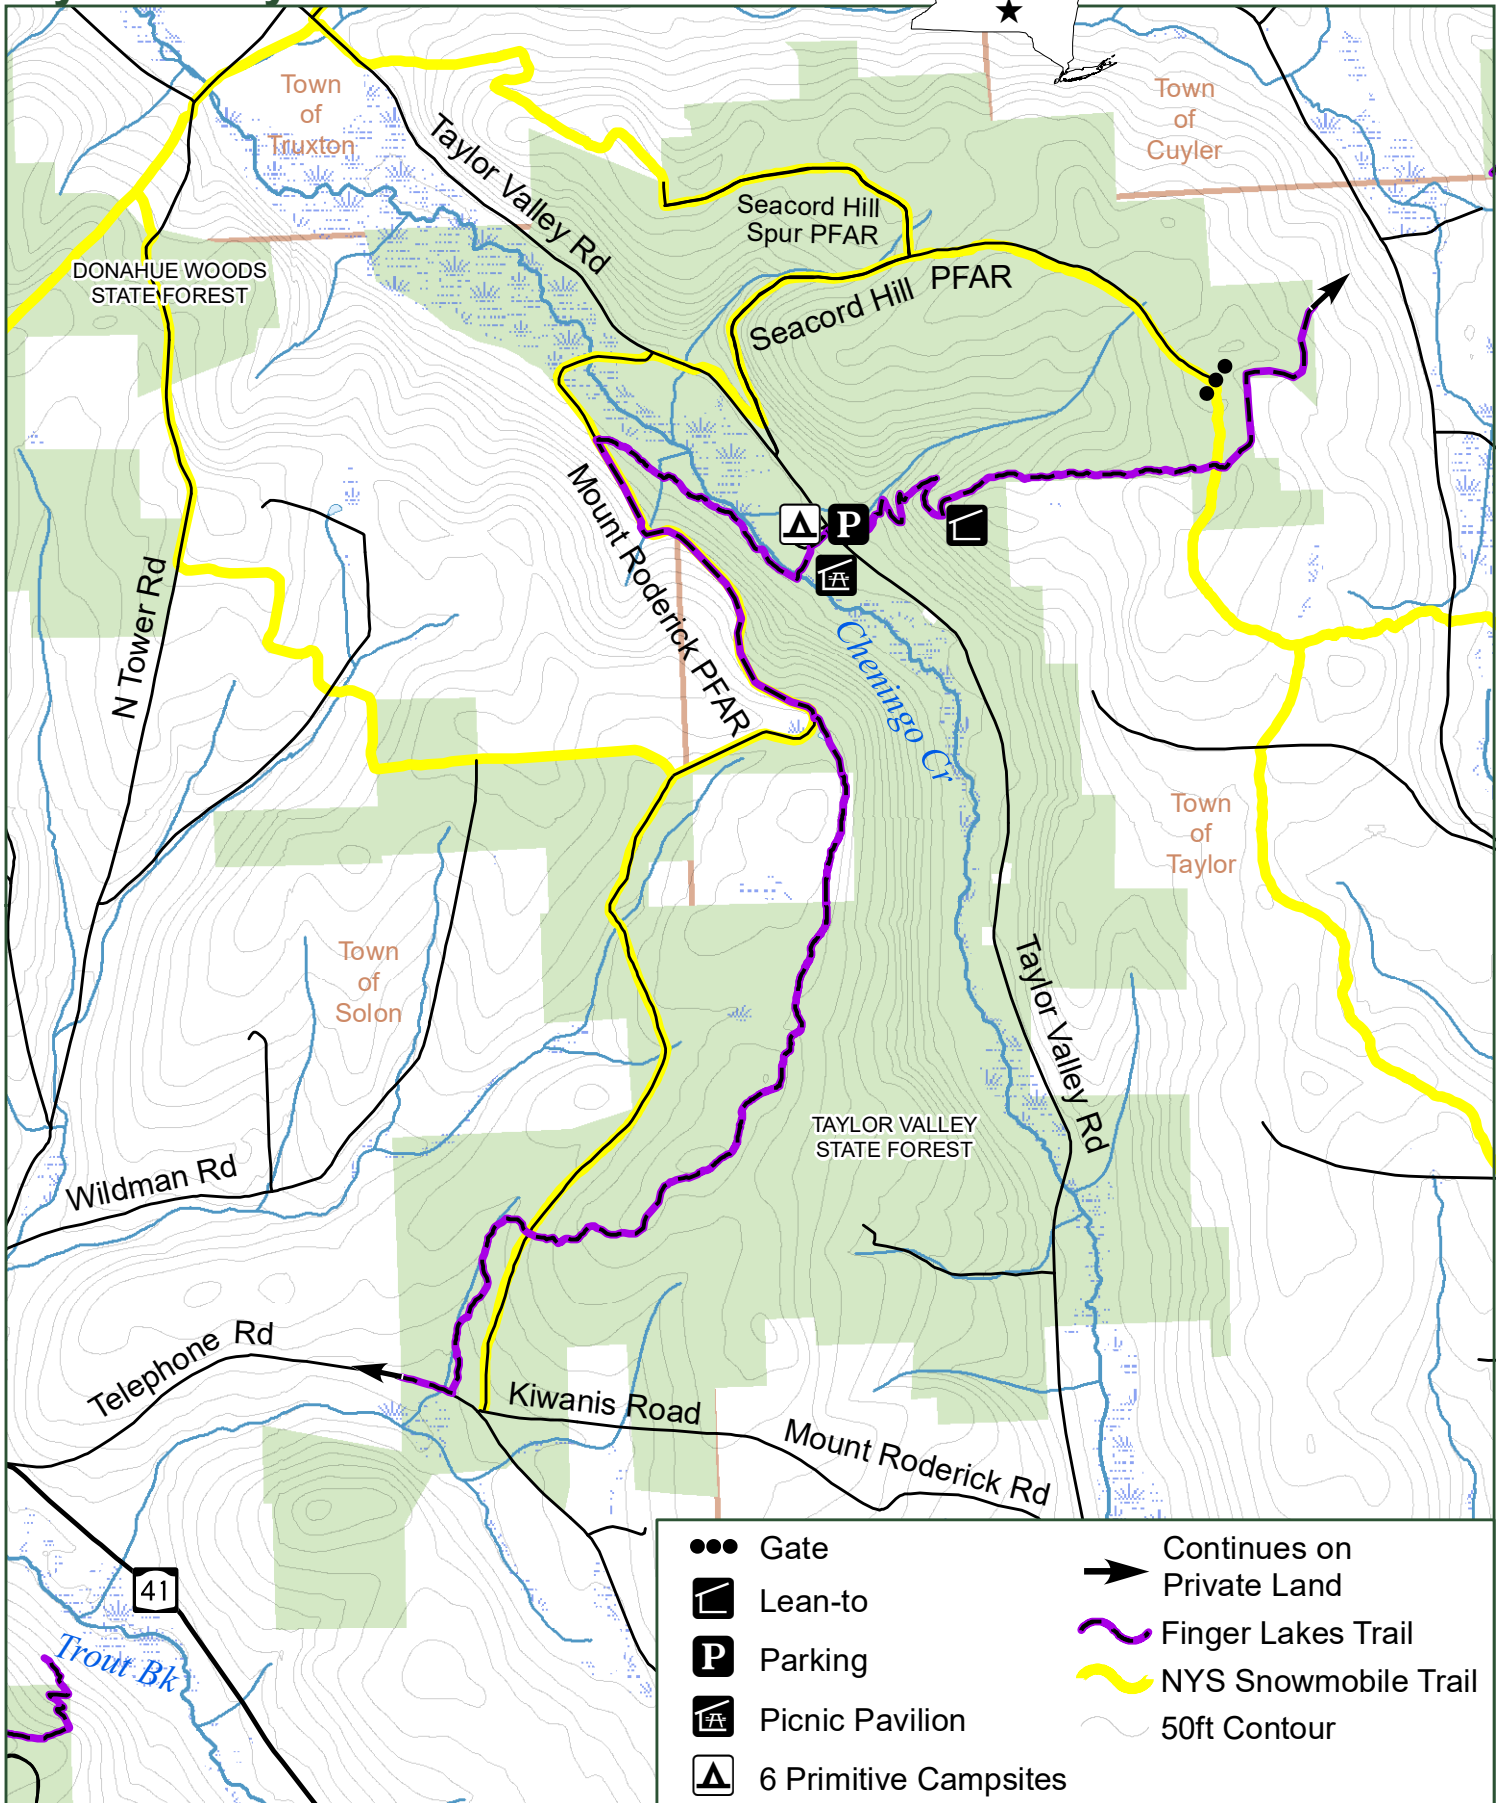 Town
of
Truxton
Town
of
Cuyler
Taylor Valley Rd
Seacord Hill
Spur PFAR
DONAHUE WOODS
STATE FOREST
Seacord Hill PFAR
Mount Roderick PFAR
P
N Tower Rd
Cheningo Cr
Town
of
Taylor
Town
of
Solon
Taylor Valley Rd
TAYLOR VALLEY
STATE FOREST
Wildman Rd
Telephone Rd
Kiwanis Road
Mount Roderick Rd
41
Trout Bk
Gate
Lean-to
P Parking
Picnic Pavilion
6 Primitive Campsites
Continues on
Private Land
Finger Lakes Trail
NYS Snowmobile Trail
50ft Contour